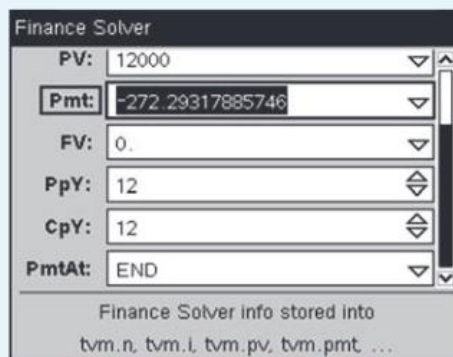 Finance Solver
PV: 12000
Pmt: -272.29317885746
FV: 0.
PpY: 12
CpY: 12
PmtAt: END
Finance Solver info stored into
tvm.n, tvm.i, tvm.pv, tvm.pmt, ...